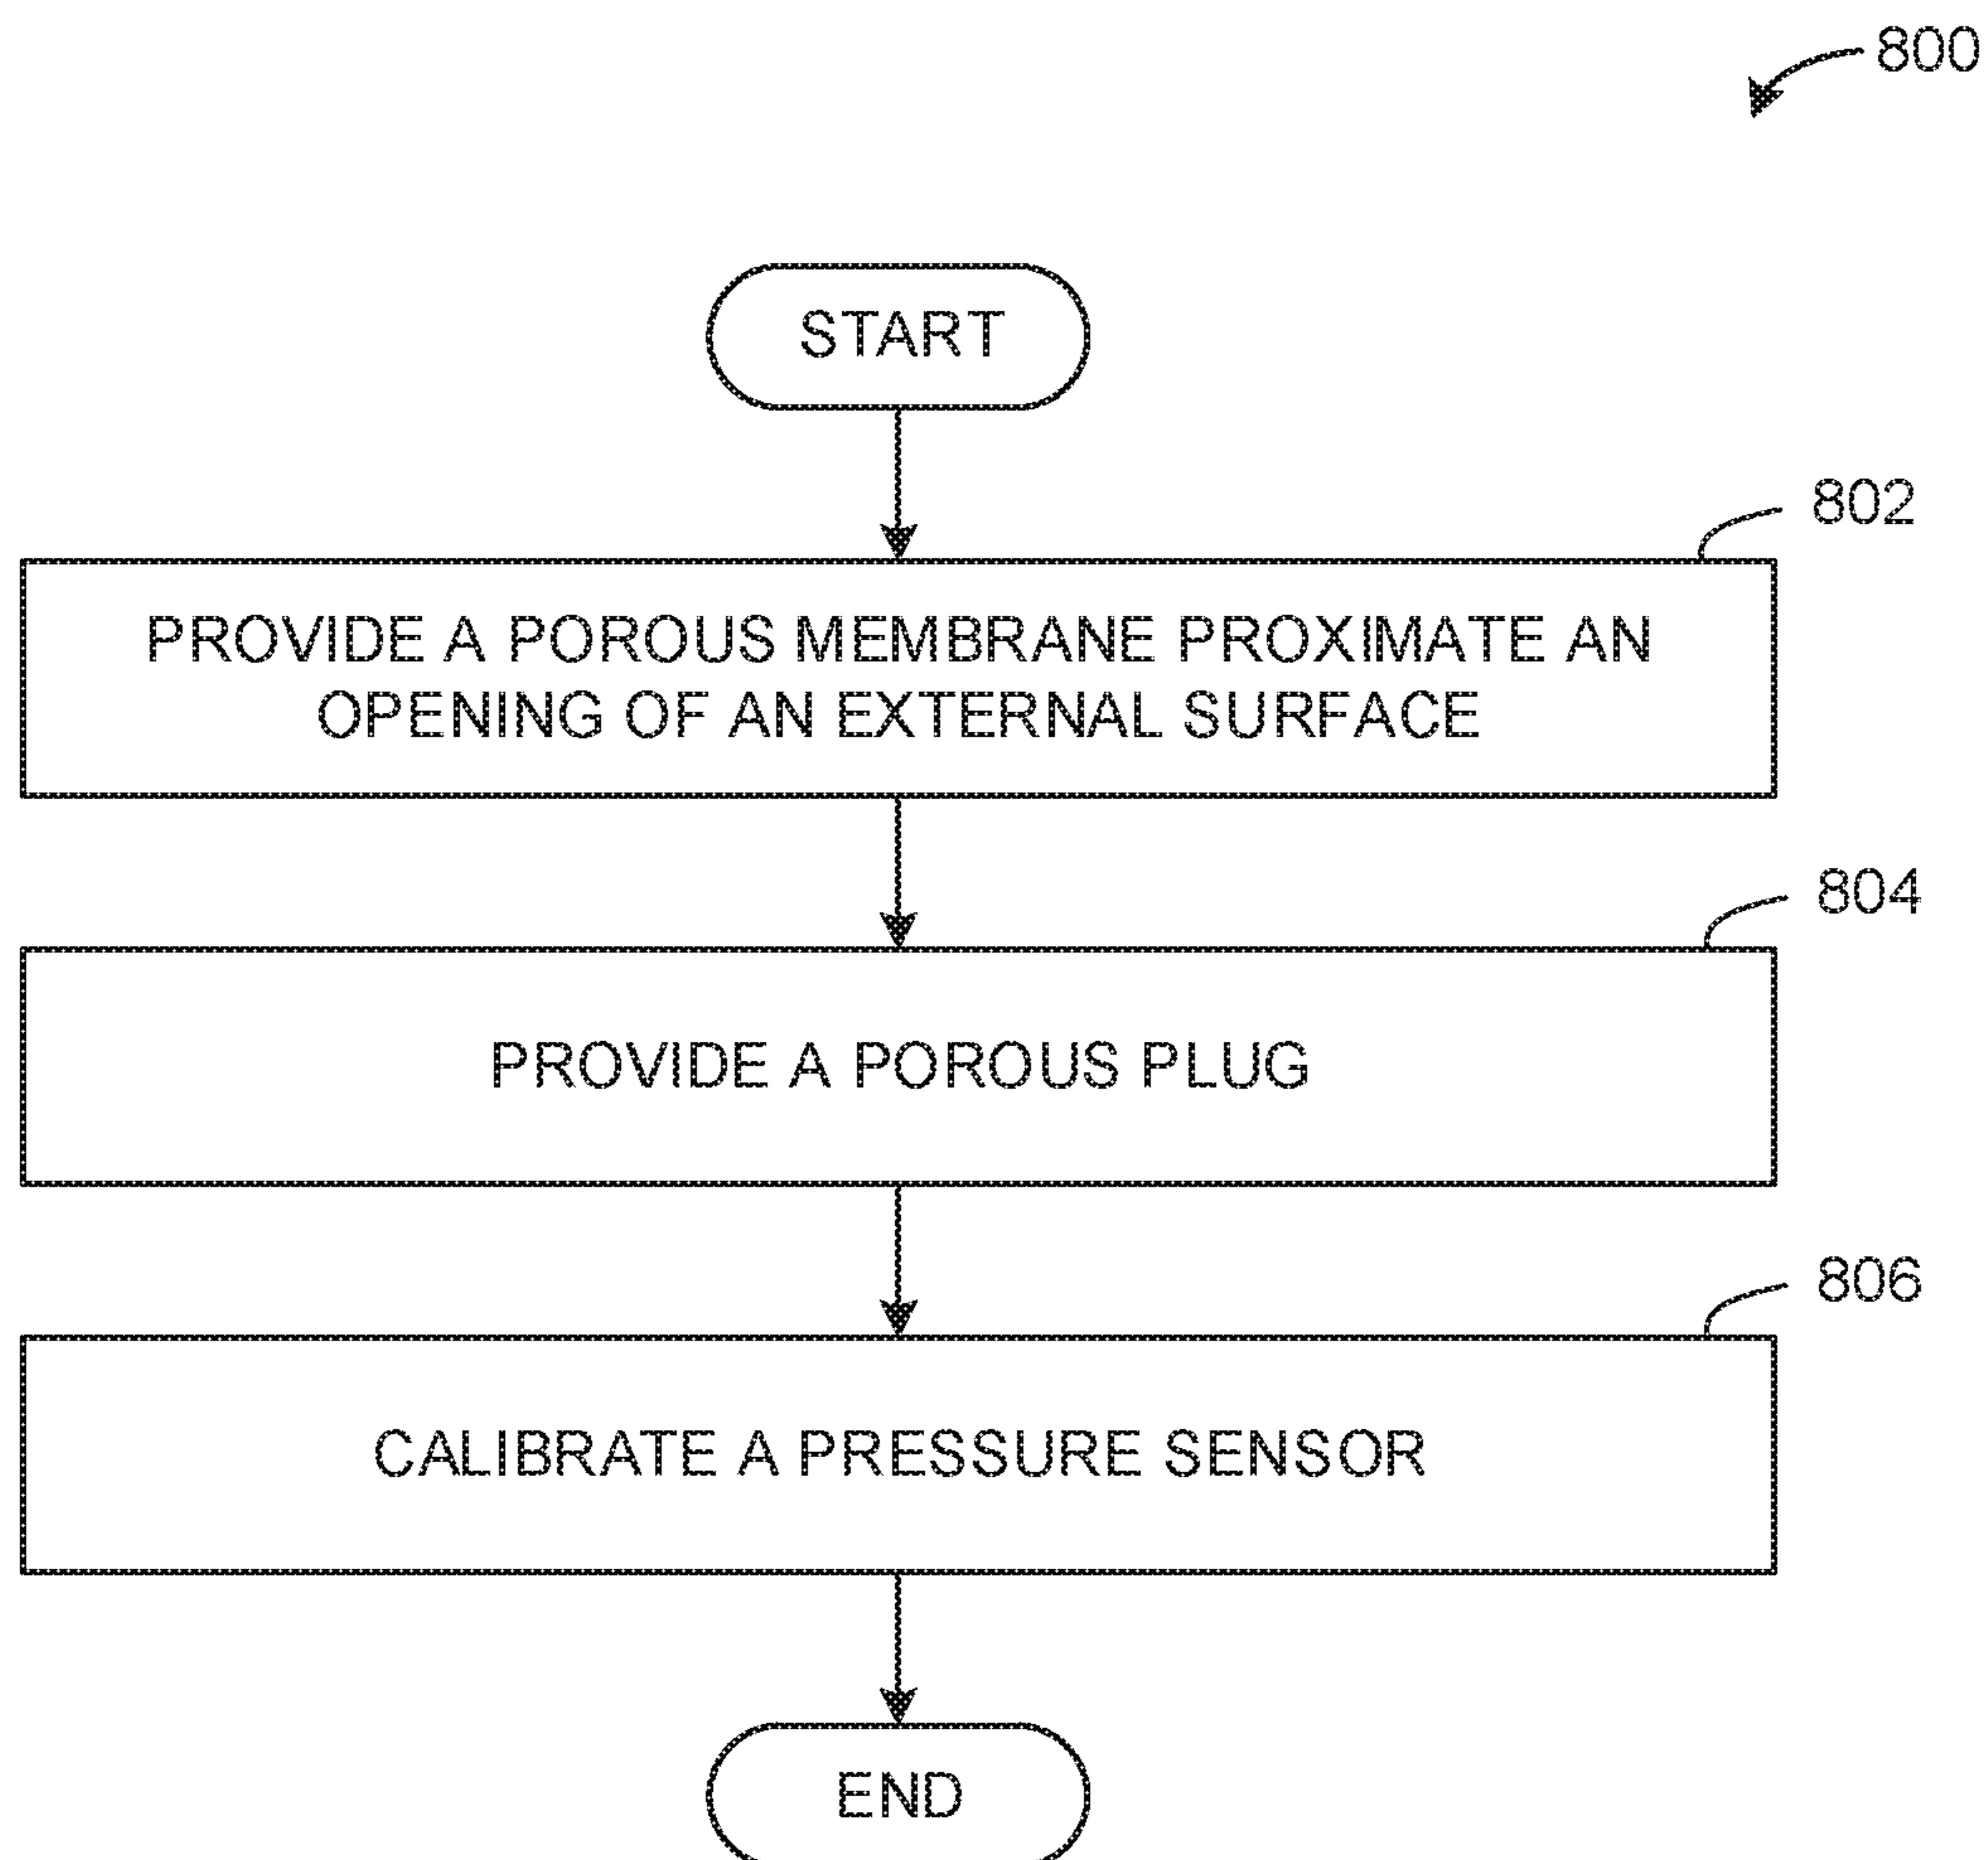 800
START
802
PROVIDE A POROUS MEMBRANE PROXIMATE AN
OPENING OF AN EXTERNAL SURFACE
804
PROVIDE A POROUS PLUG
806
CALIBRATE A PRESSURE SENSOR
END